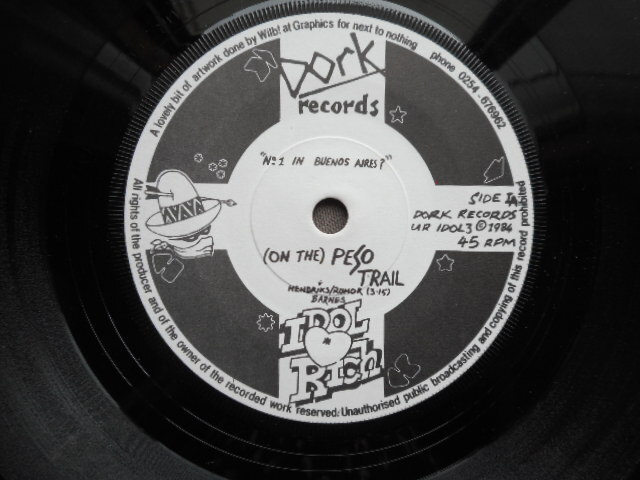 A lovely bit of artwork done by Wilb! at Graphics for next to nothing phone 0254-676962
Dork
records
"No1 IN BUENOS AIRES?"
SIDE
DORK RECORDS
UR IDOL3 © 1984
45 RPM
(ON THE) PESO
TRAIL
HENDRIKS/ROMOR (3·15)
BARNES
IDOL
RICH
All rights of the producer and of the owner of the recorded work reserved: Unauthorised public broadcasting and copying of this record prohibited